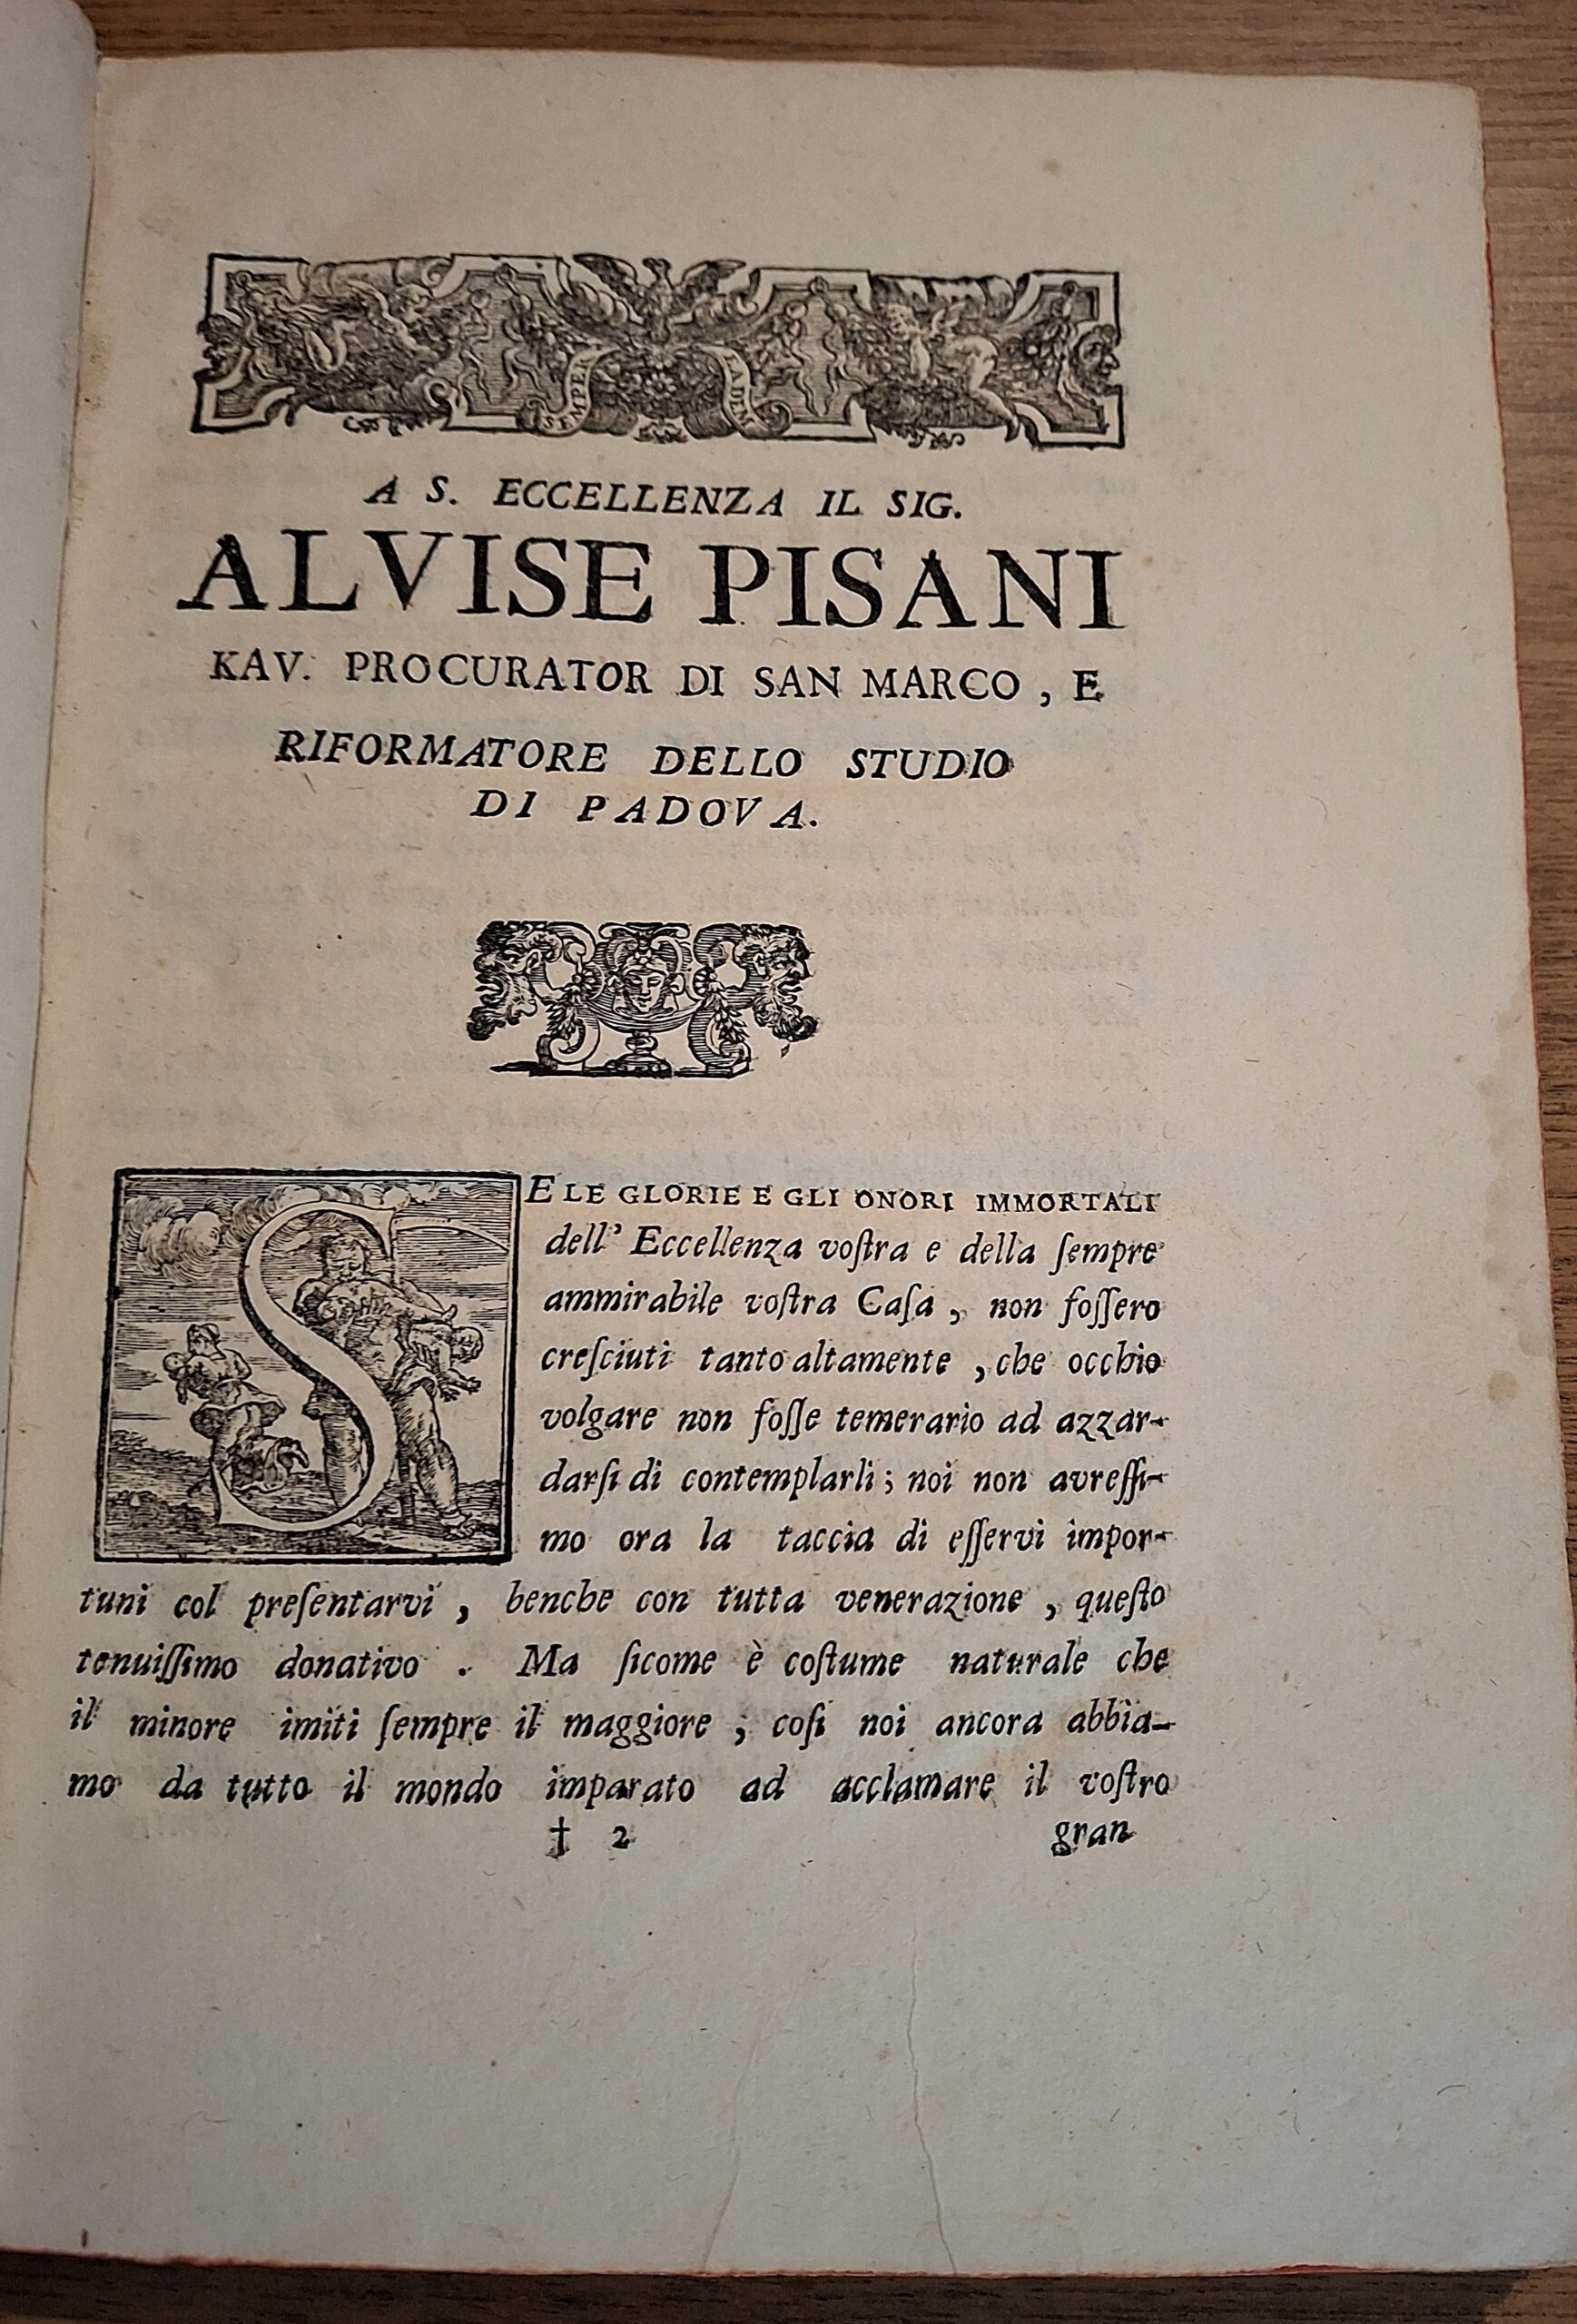 SEMPER EADEM
A S. ECCELLENZA IL SIG.
ALVISE PISANI
KAV. PROCURATOR DI SAN MARCO, E
RIFORMATORE DELLO STUDIO
DI PADOVA.
SE LE GLORIE E GLI ONORI IMMORTALI
dell' Eccellenza voſtra e della ſempre
ammirabile voſtra Caſa, non foſſero
creſciuti tanto altamente, che occhio
volgare non foſſe temerario ad azzar-
darſi di contemplarli; noi non avreſſi-
mo ora la taccia di eſſervi impor-
tuni col preſentarvi, benche con tutta venerazione, queſto
tenuiſſimo donativo. Ma ſicome è coſtume naturale che
il minore imiti ſempre il maggiore; coſi noi ancora abbia-
mo da tutto il mondo imparato ad acclamare il voſtro
† 2 gran